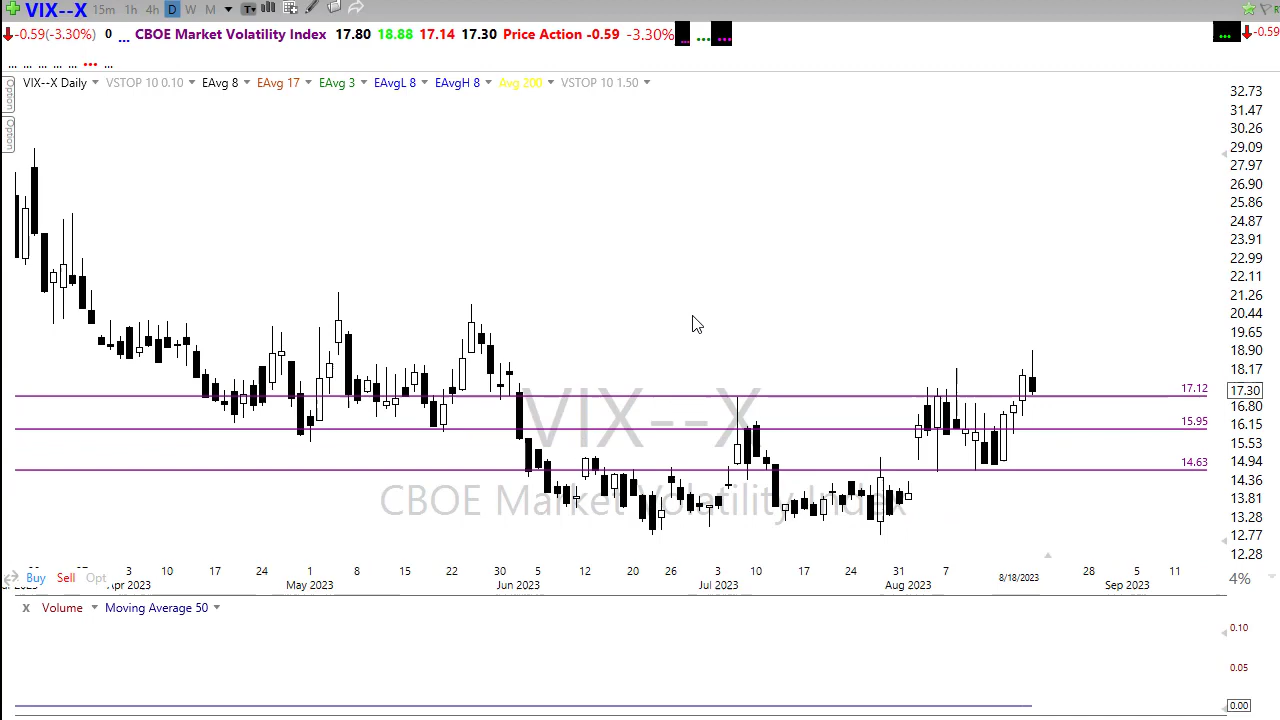 VIX--X 15m 1h 4h D W M T
-0.59(-3.30%) 0 ... CBOE Market Volatility Index 17.80 18.88 17.14 17.30 Price Action -0.59 -3.30% ... ... ... ... -0.59
... ... ... ... ... ... ...
VIX--X Daily VSTOP 10 0.10 EAvg 8 EAvg 17 EAvg 3 EAvgL 8 EAvgH 8 Avg 200 VSTOP 10 1.50
Option
Option
32.73
31.47
30.26
29.09
27.97
26.90
25.86
24.87
23.91
22.99
22.11
21.26
20.44
19.65
18.90
18.17
17.30
16.80
16.15
15.53
14.94
14.36
13.81
13.28
12.77
12.28
17.12
15.95
14.63
VIX--X
CBOE Market Volatility Index
3 10 17 24 1 8 15 22 30 5 12 20 26 3 10 17 24 31 7 8/18/2023 28 5 11
Apr 2023 May 2023 Jun 2023 Jul 2023 Aug 2023 Sep 2023
Buy Sell Opt 4%
x Volume Moving Average 50
0.10
0.05
0.00